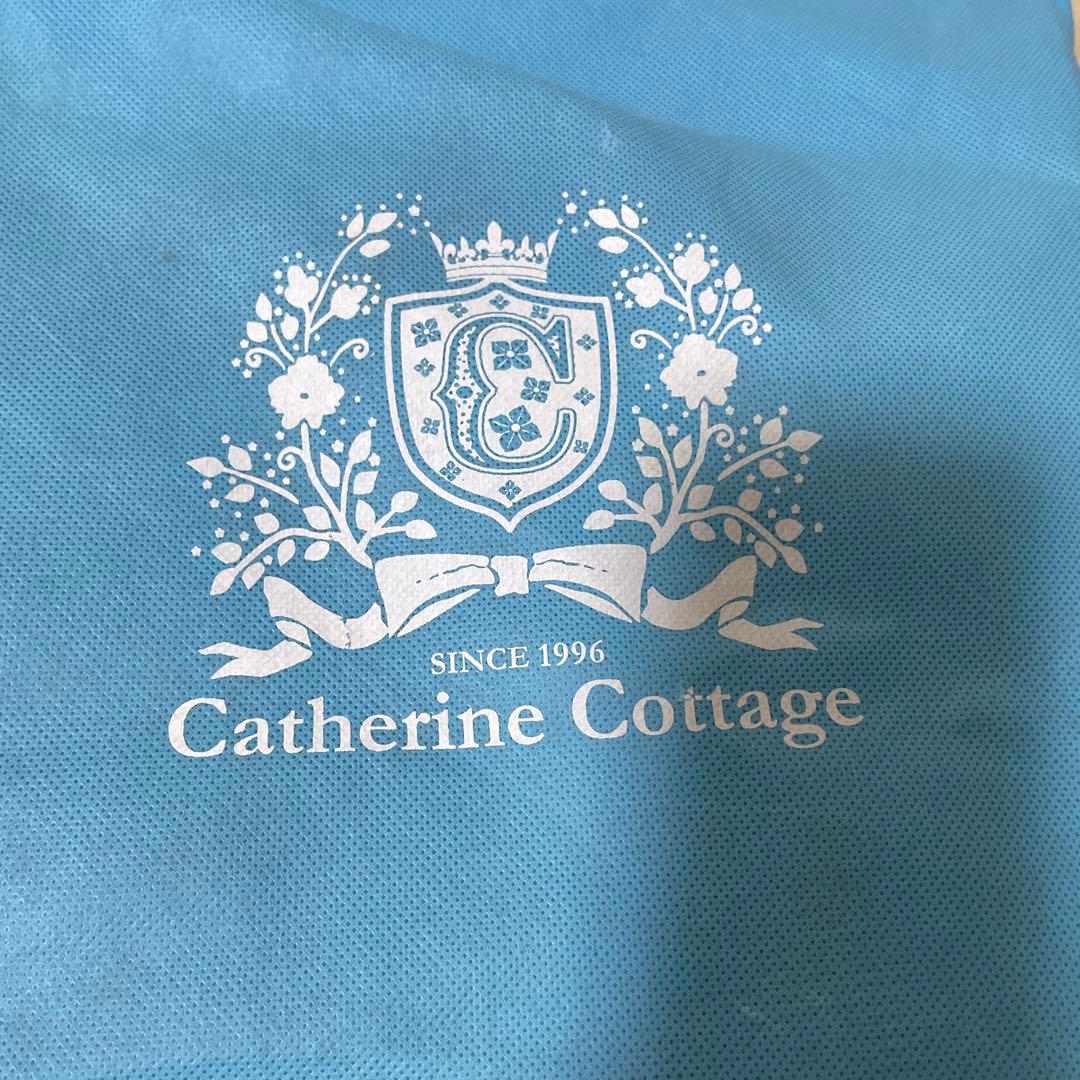 C
SINCE 1996
Catherine Cottage